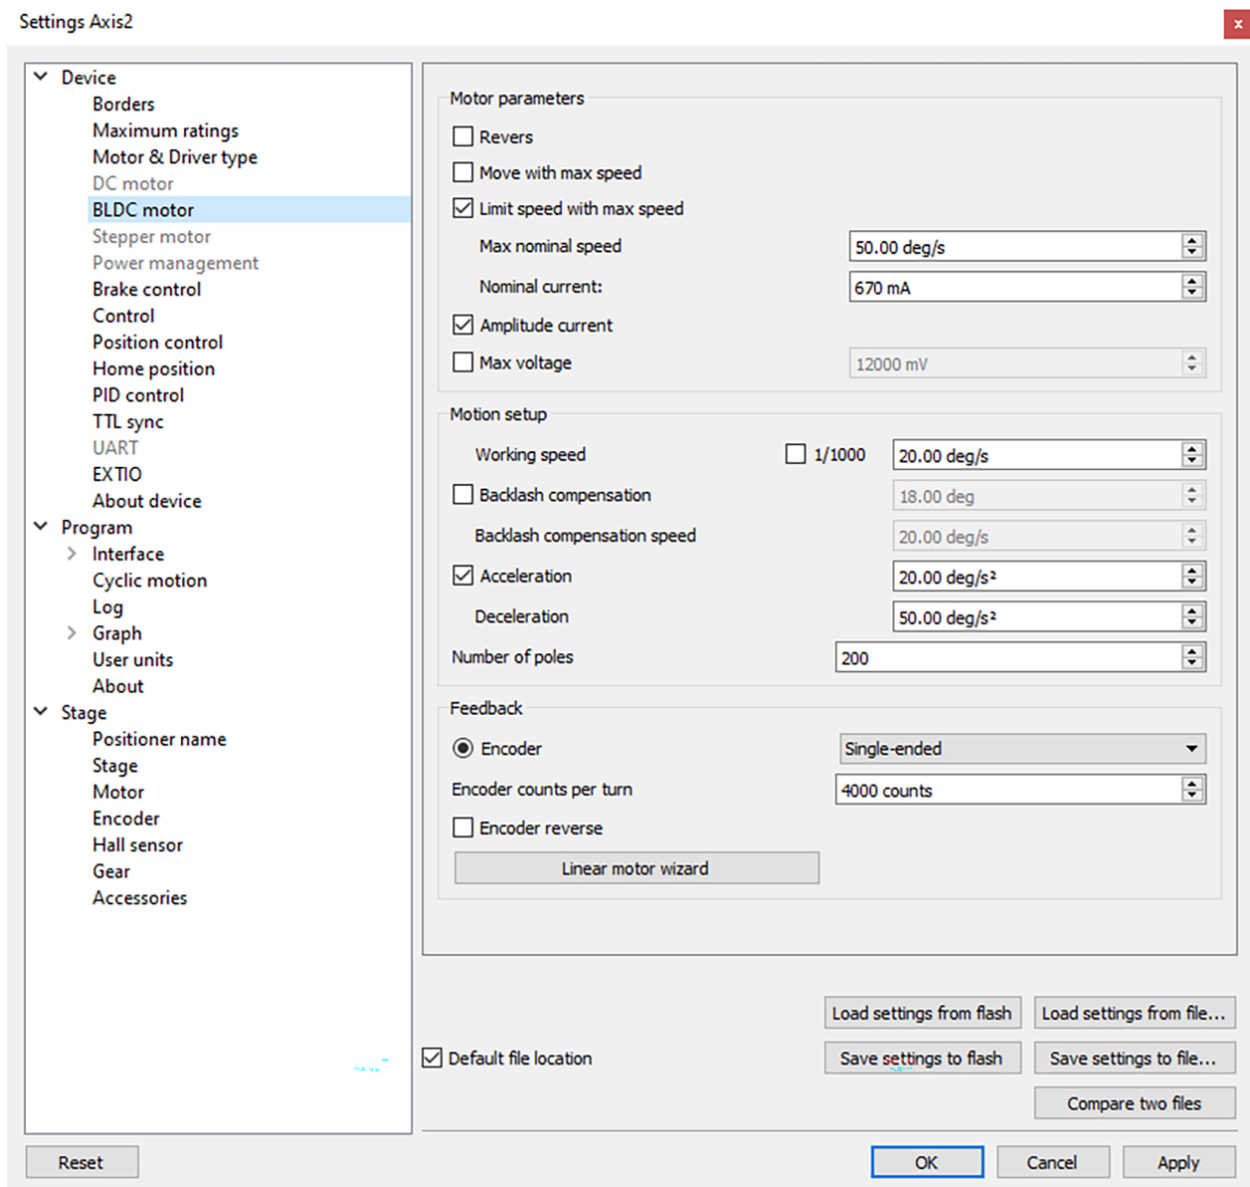 Settings Axis2
x
Device
Borders
Maximum ratings
Motor & Driver type
DC motor
BLDC motor
Stepper motor
Power management
Brake control
Control
Position control
Home position
PID control
TTL sync
UART
EXTIO
About device
Program
Interface
Cyclic motion
Log
Graph
User units
About
Stage
Positioner name
Stage
Motor
Encoder
Hall sensor
Gear
Accessories
Motor parameters
Revers
Move with max speed
Limit speed with max speed
Max nominal speed 50.00 deg/s
Nominal current: 670 mA
Amplitude current
Max voltage 12000 mV
Motion setup
Working speed 1/1000 20.00 deg/s
Backlash compensation 18.00 deg
Backlash compensation speed 20.00 deg/s
Acceleration 20.00 deg/s²
Deceleration 50.00 deg/s²
Number of poles 200
Feedback
Encoder Single-ended
Encoder counts per turn 4000 counts
Encoder reverse
Linear motor wizard
Load settings from flash Load settings from file...
Default file location Save settings to flash Save settings to file...
Compare two files
Reset OK Cancel Apply